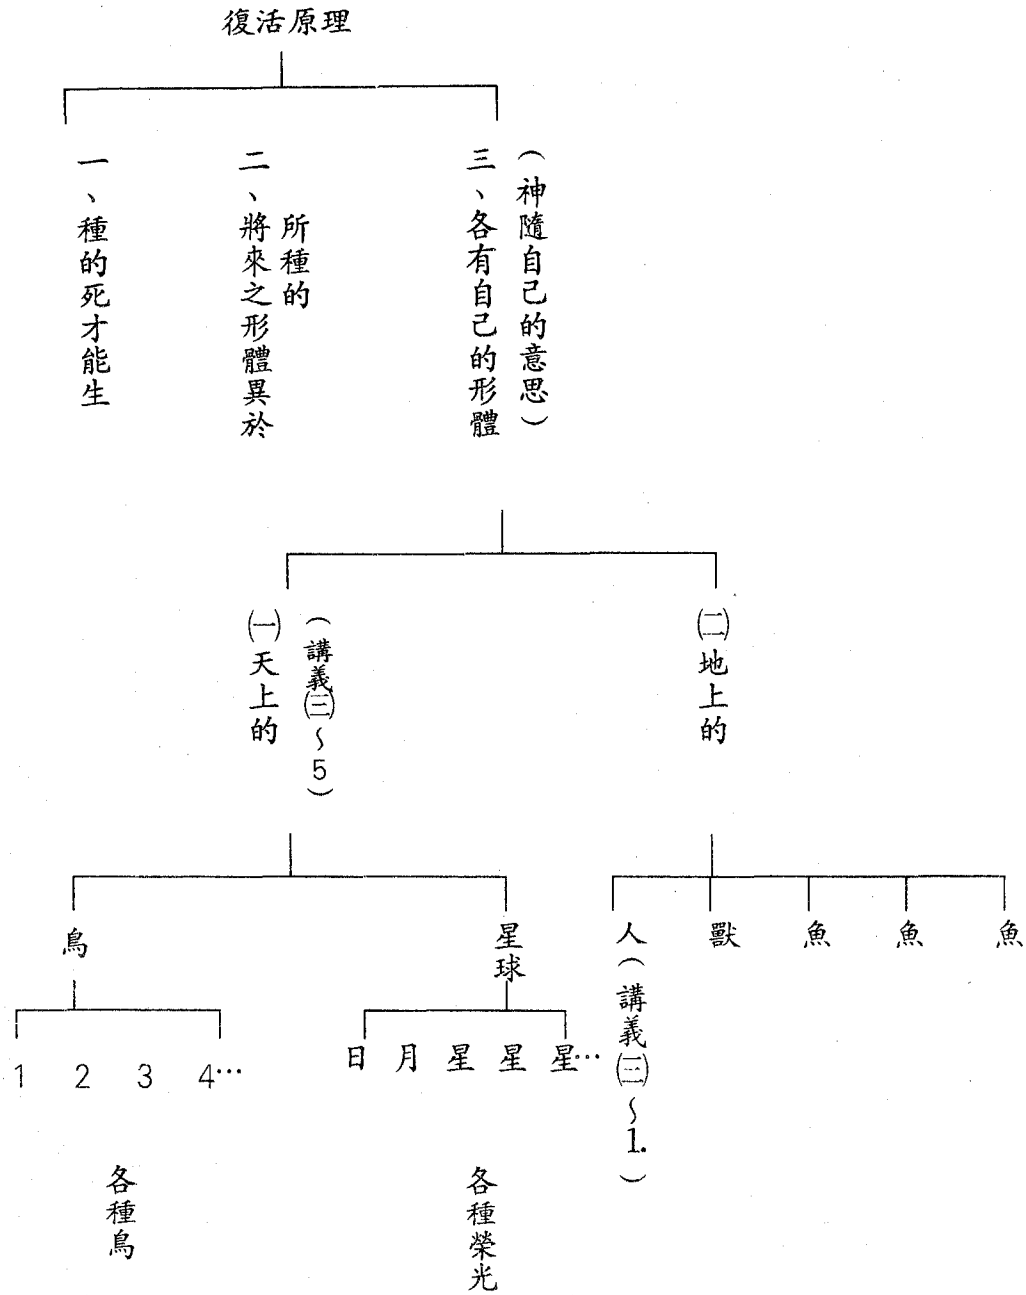 復活原理
一、種的死才能生
二、將來之形體異於
所種的
三、各有自己的形體
(神隨自己的意思)
㈠天上的
(講義㈢~5)
㈡地上的
鳥
星球
人(講義㈢~1.)
獸
魚
魚
魚
1 2 3 4…
日 月 星 星 星…
各種鳥
各種榮光